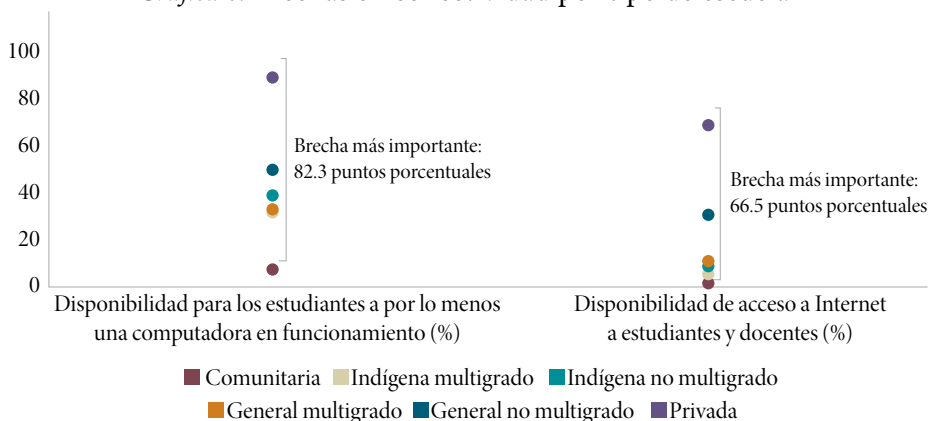 100
80
60
40
20
0
Brecha más importante:
82.3 puntos porcentuales
Brecha más importante:
66.5 puntos porcentuales
Disponibilidad para los estudiantes a por lo menos
una computadora en funcionamiento (%)
Disponibilidad de acceso a Internet
a estudiantes y docentes (%)
Comunitaria Indígena multigrado Indígena no multigrado
General multigrado General no multigrado Privada